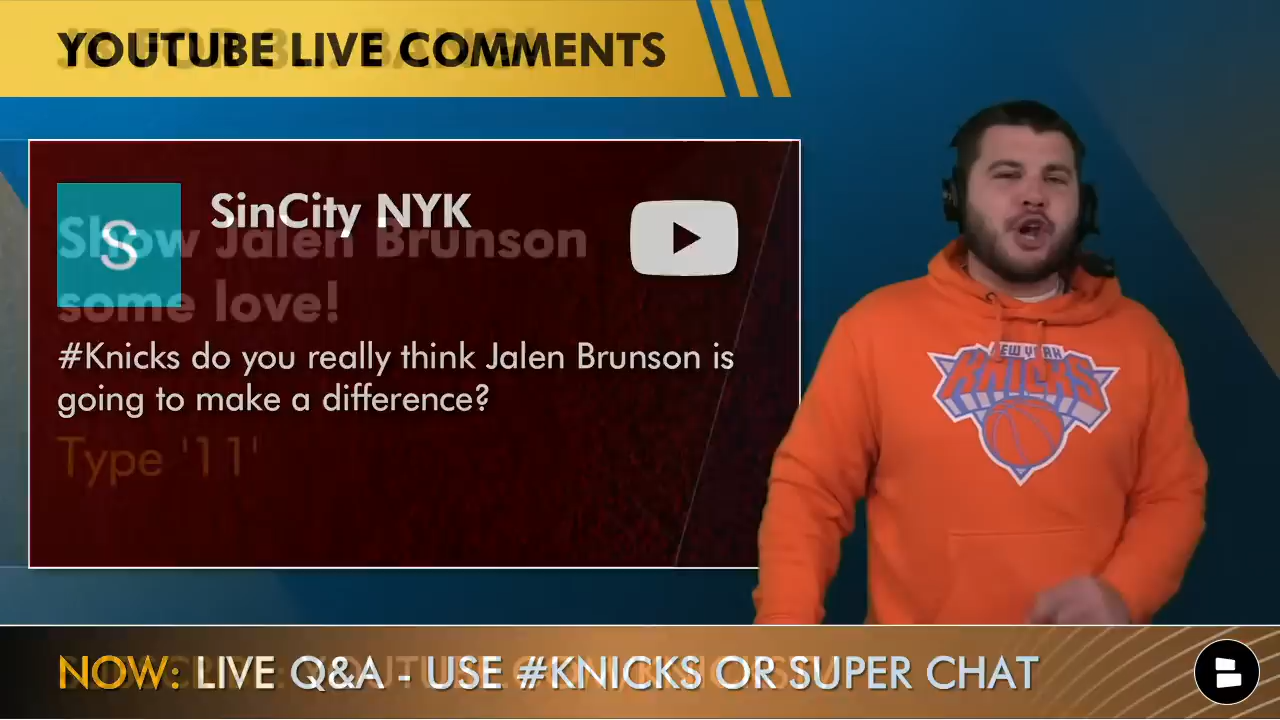 YOUTUBE LIVE COMMENTS
S
SinCity NYK
Show Jalen Brunson
some love!
#Knicks do you really think Jalen Brunson is
going to make a difference?
Type '11'
NEW YORK
KNICKS
NOW: LIVE Q&A - USE #KNICKS OR SUPER CHAT